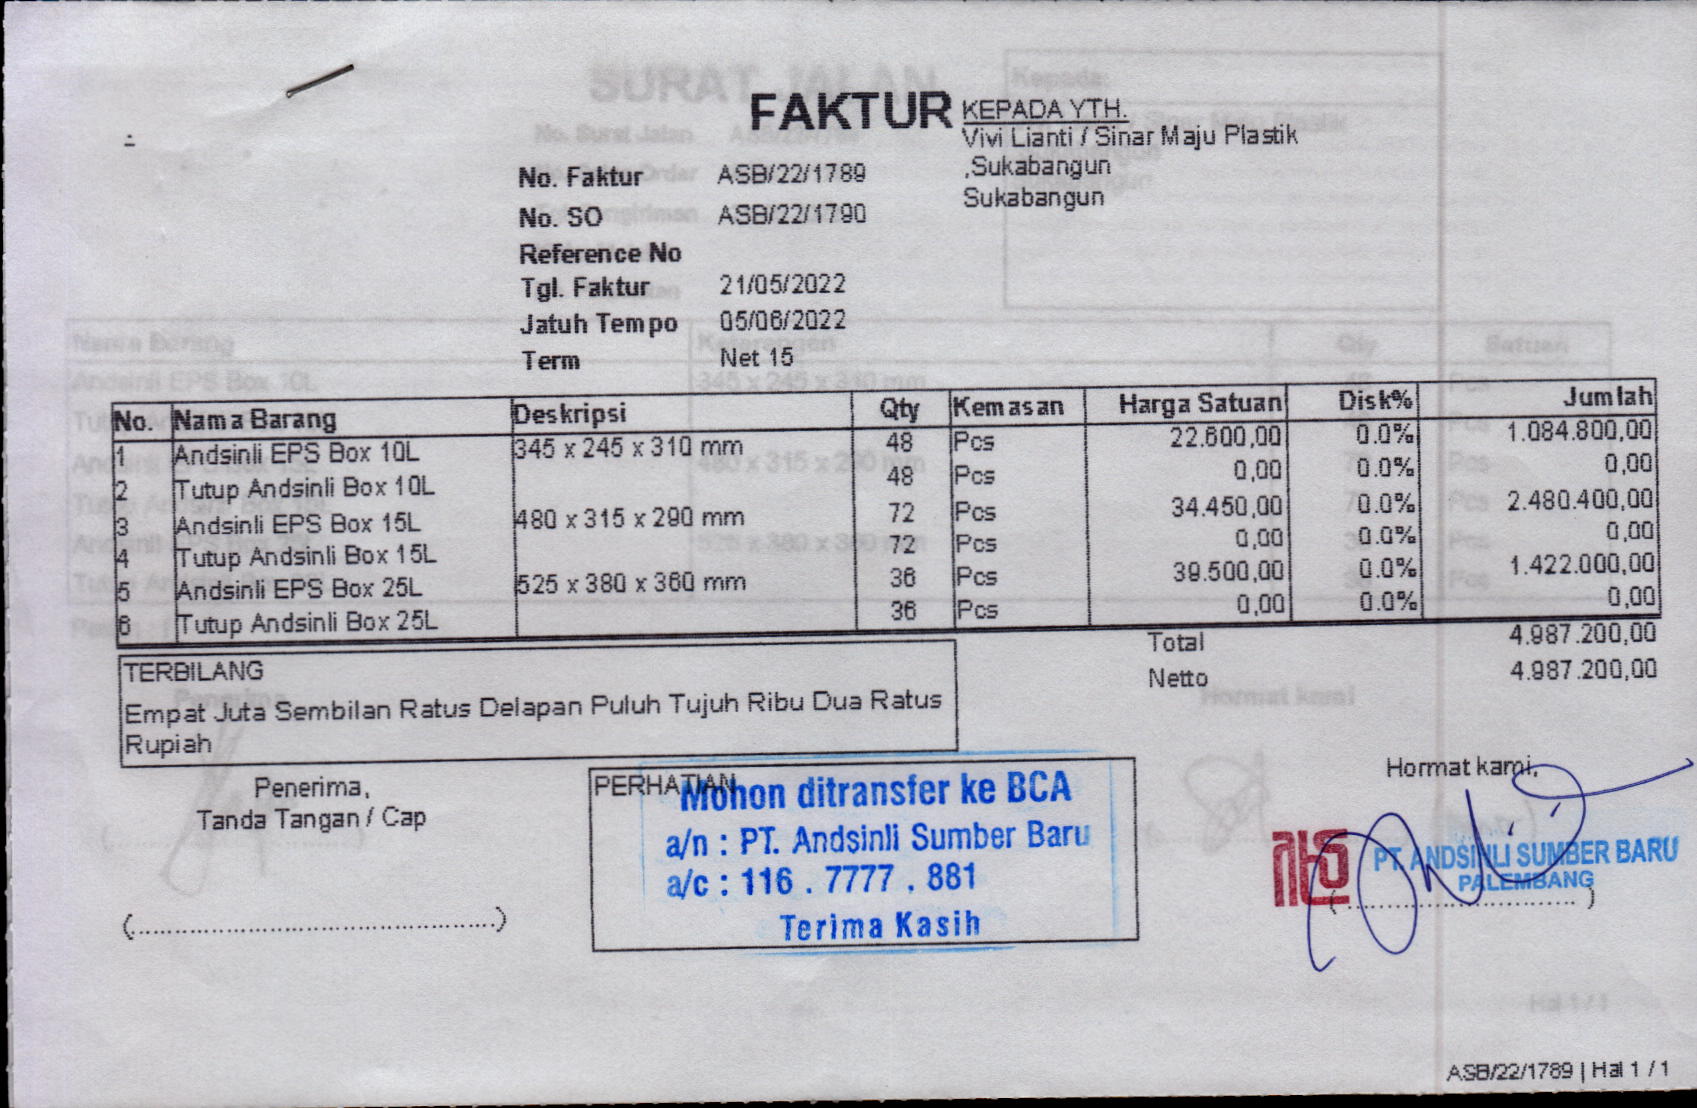 FAKTUR
KEPADA YTH.
Vivi Lianti / Sinar Maju Plastik
,Sukabangun
Sukabangun
No. Faktur ASB/22/1789
No. SO ASB/22/1790
Reference No
Tgl. Faktur 21/05/2022
Jatuh Tempo 05/06/2022
Term Net 15
No. Nama Barang Deskripsi Qty Kemasan Harga Satuan Disk% Jumlah
1 Andsinli EPS Box 10L 345 x 245 x 310 mm 48 Pcs 22.600,00 0.0% 1.084.800,00
2 Tutup Andsinli Box 10L 48 Pcs 0,00 0.0% 0,00
3 Andsinli EPS Box 15L 480 x 315 x 290 mm 72 Pcs 34.450,00 0.0% 2.480.400,00
4 Tutup Andsinli Box 15L 72 Pcs 0,00 0.0% 0,00
5 Andsinli EPS Box 25L 525 x 380 x 360 mm 36 Pcs 39.500,00 0.0% 1.422.000,00
6 Tutup Andsinli Box 25L 36 Pcs 0,00 0.0% 0,00
Total 4.987.200,00
Netto 4.987.200,00
TERBILANG
Empat Juta Sembilan Ratus Delapan Puluh Tujuh Ribu Dua Ratus
Rupiah
Penerima,
Tanda Tangan / Cap
(..............................................)
PERHATIAN
Mohon ditransfer ke BCA
a/n : PT. Andsinli Sumber Baru
a/c : 116 . 7777 . 881
Terima Kasih
Hormat kami,
PT. ANDSINLI SUMBER BARU
PALEMBANG
(..............................)
ASB/22/1789 | Hal 1 / 1